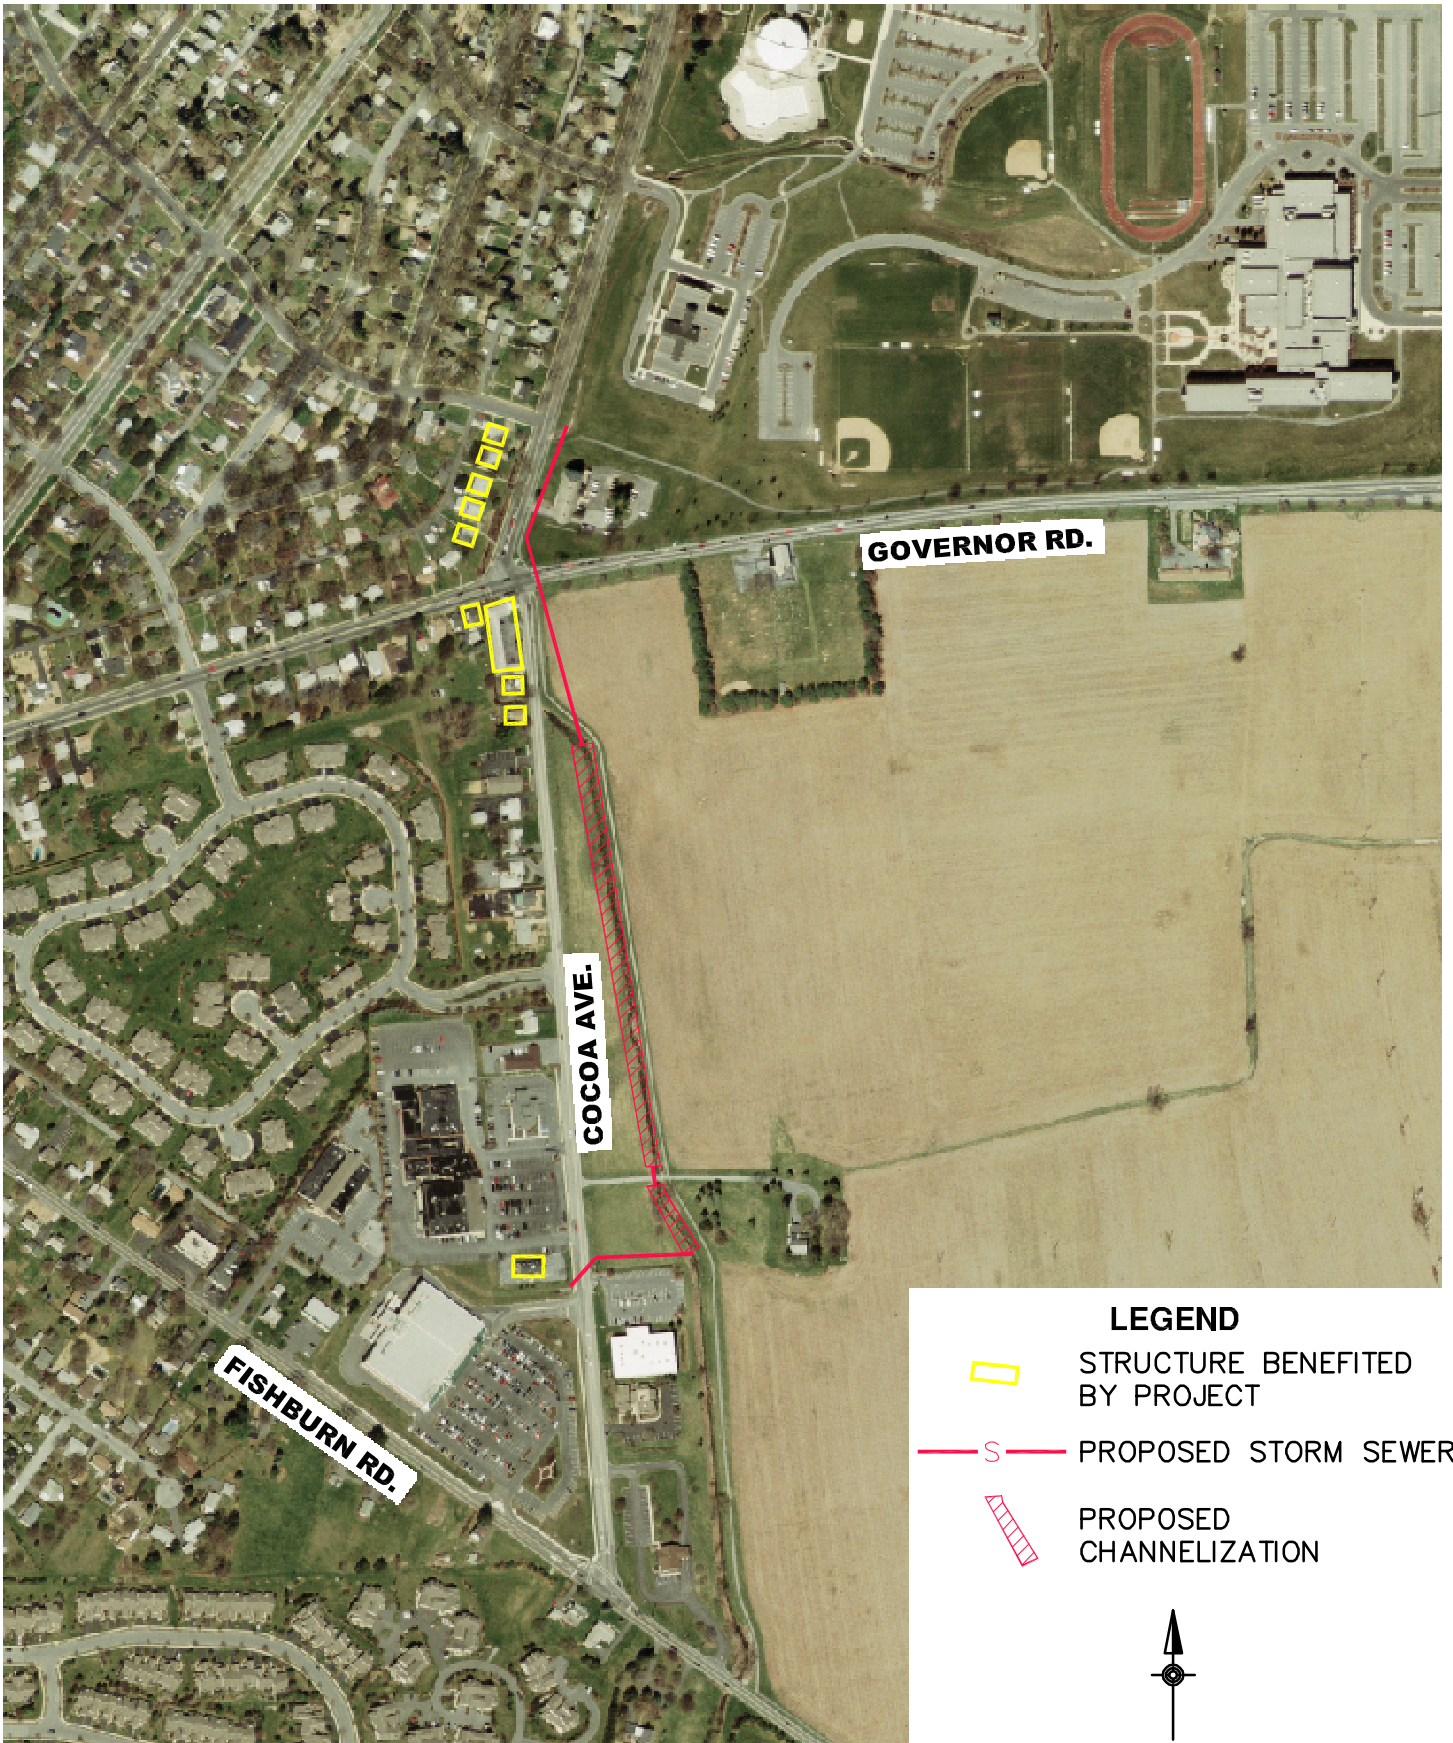 GOVERNOR RD.
COCOA AVE.
FISHBURN RD.
LEGEND
STRUCTURE BENEFITED
BY PROJECT
S PROPOSED STORM SEWER
PROPOSED
CHANNELIZATION